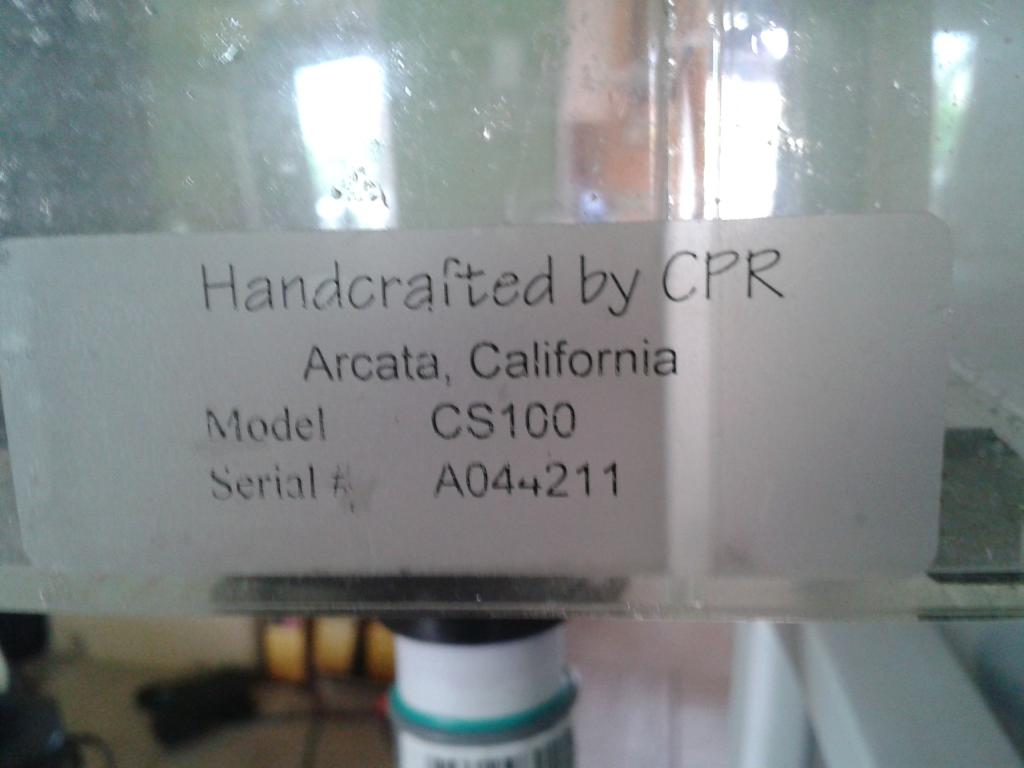 Handcrafted by CPR
Arcata, California
Model CS100
Serial # A044211